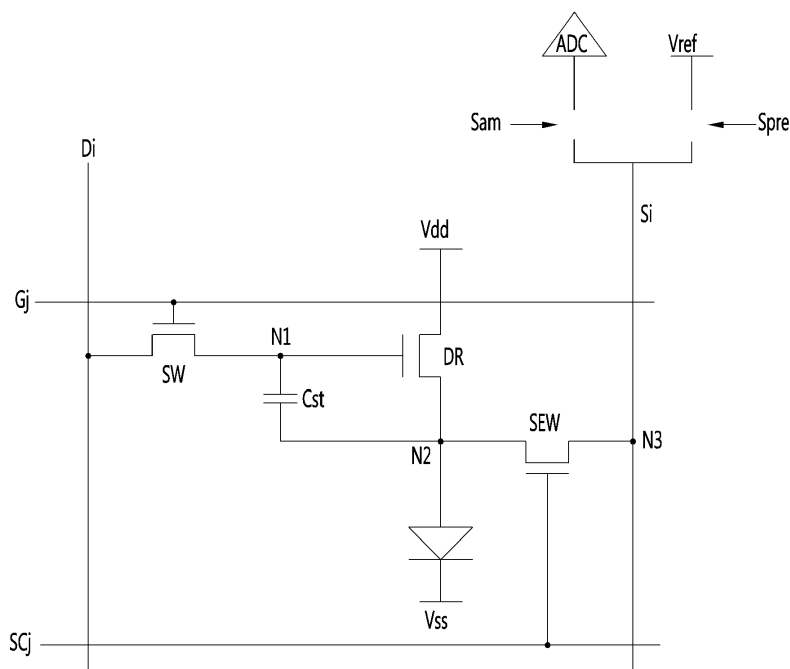 ADC
Vref
Sam
Spre
Di
Si
Vdd
Gj
N1
DR
SW
Cst
SEW
N2
N3
Vss
SCj